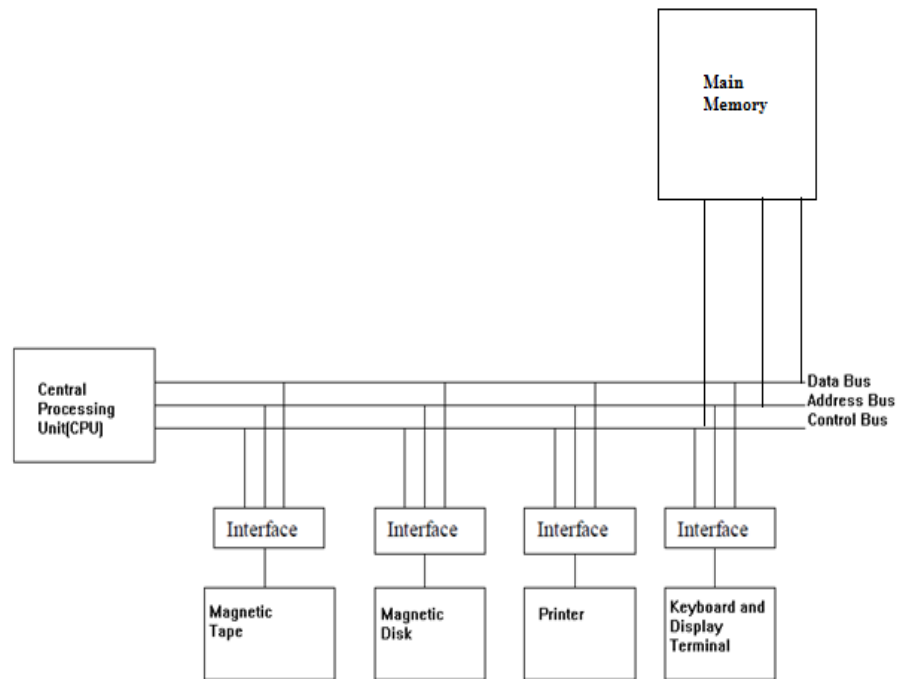 Main
Memory
Central
Processing
Unit(CPU)
Data Bus
Address Bus
Control Bus
Interface
Interface
Interface
Interface
Magnetic
Tape
Magnetic
Disk
Printer
Keyboard and
Display
Terminal